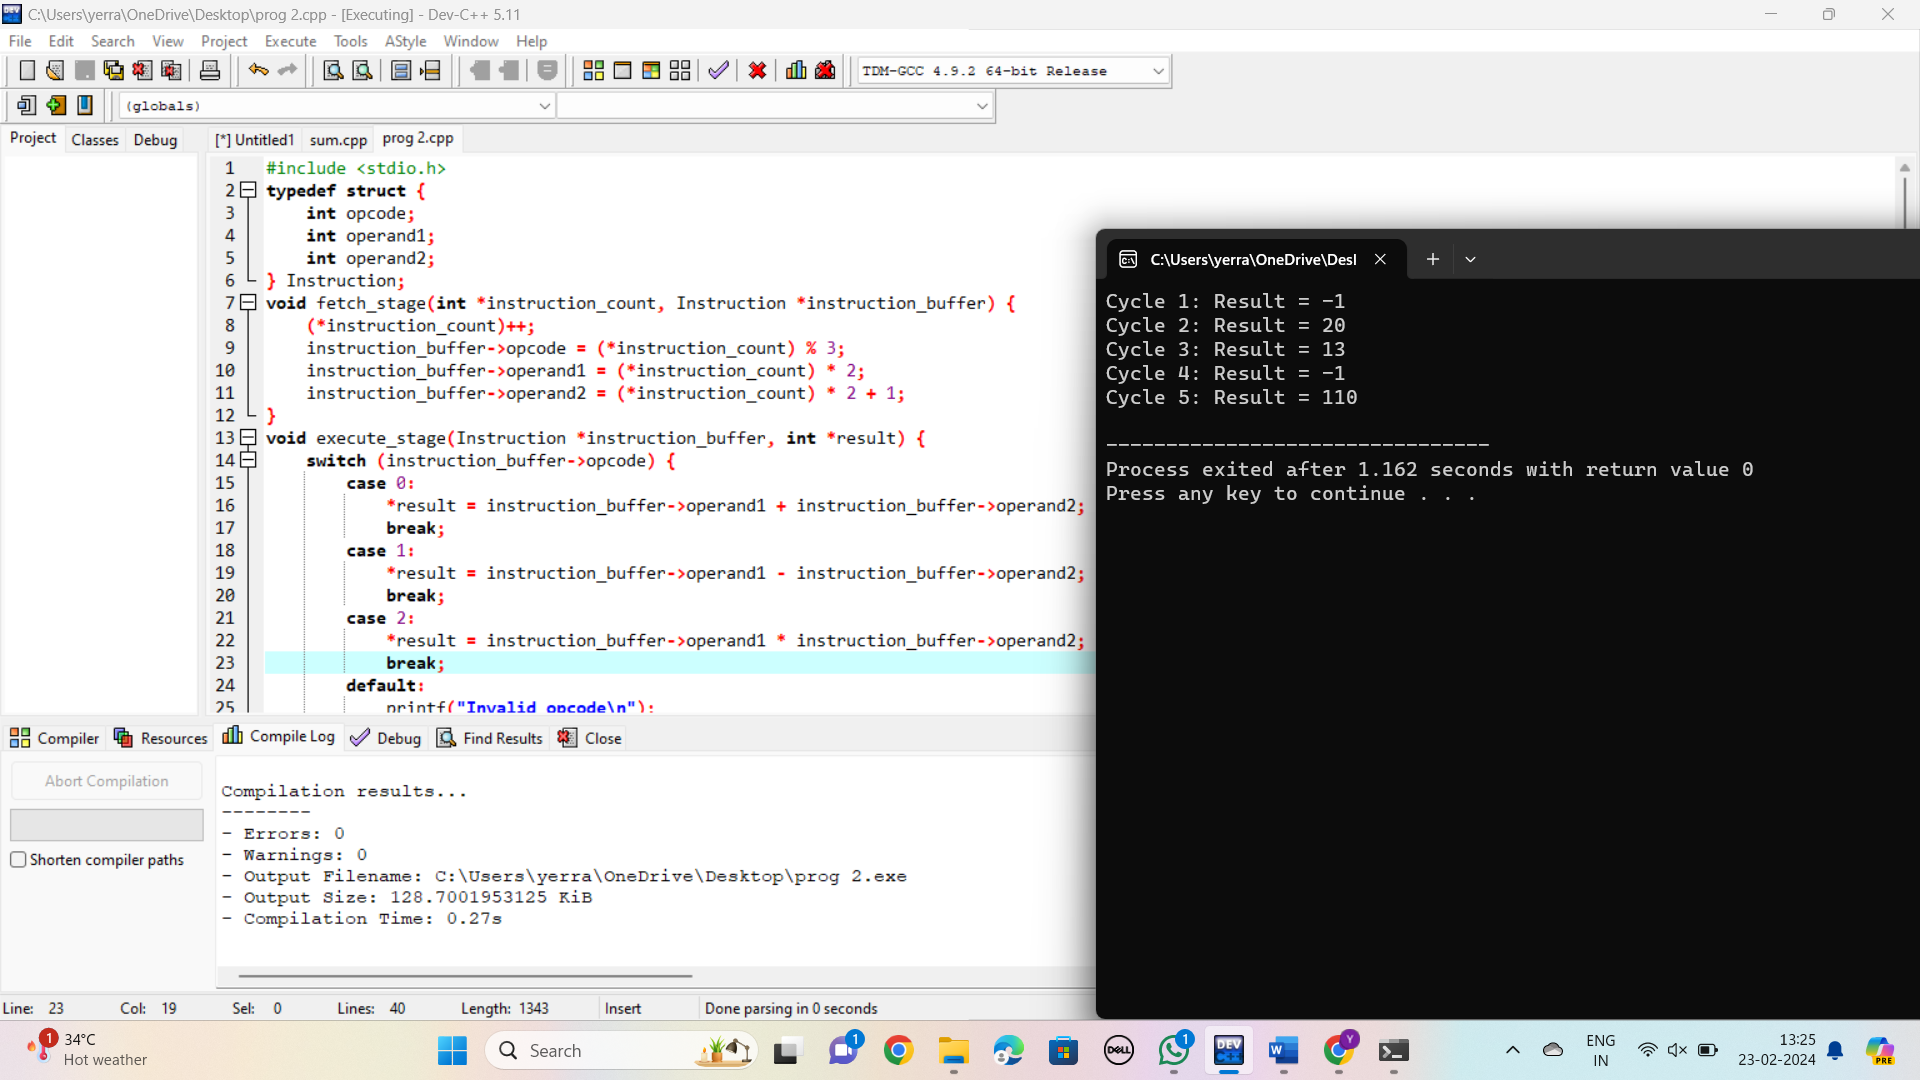 C:\Users\yerra\OneDrive\Desktop\prog 2.cpp - [Executing] - Dev-C++ 5.11
File Edit Search View Project Execute Tools AStyle Window Help
TDM-GCC 4.9.2 64-bit Release
(globals)
Project Classes Debug
[*] Untitled1 sum.cpp prog 2.cpp
1 #include <stdio.h>
2 typedef struct {
3 int opcode;
4 int operand1;
5 int operand2;
6 } Instruction;
7 void fetch_stage(int *instruction_count, Instruction *instruction_buffer) {
8 (*instruction_count)++;
9 instruction_buffer->opcode = (*instruction_count) % 3;
10 instruction_buffer->operand1 = (*instruction_count) * 2;
11 instruction_buffer->operand2 = (*instruction_count) * 2 + 1;
12 }
13 void execute_stage(Instruction *instruction_buffer, int *result) {
14 switch (instruction_buffer->opcode) {
15 case 0:
16 *result = instruction_buffer->operand1 + instruction_buffer->operand2;
17 break;
18 case 1:
19 *result = instruction_buffer->operand1 - instruction_buffer->operand2;
20 break;
21 case 2:
22 *result = instruction_buffer->operand1 * instruction_buffer->operand2;
23 break;
24 default:
25 printf("Invalid opcode\n");
C:\Users\yerra\OneDrive\Desl
Cycle 1: Result = -1
Cycle 2: Result = 20
Cycle 3: Result = 13
Cycle 4: Result = -1
Cycle 5: Result = 110
--------------------------------
Process exited after 1.162 seconds with return value 0
Press any key to continue . . .
Compiler Resources Compile Log Debug Find Results Close
Abort Compilation
Shorten compiler paths
Compilation results...
--------
- Errors: 0
- Warnings: 0
- Output Filename: C:\Users\yerra\OneDrive\Desktop\prog 2.exe
- Output Size: 128.7001953125 KiB
- Compilation Time: 0.27s
Line: 23 Col: 19 Sel: 0 Lines: 40 Length: 1343 Insert Done parsing in 0 seconds
1
34°C
Hot weather
Search
1
DELL
1
DEV C++
W
Y
ENG
IN
13:25
23-02-2024
PRE